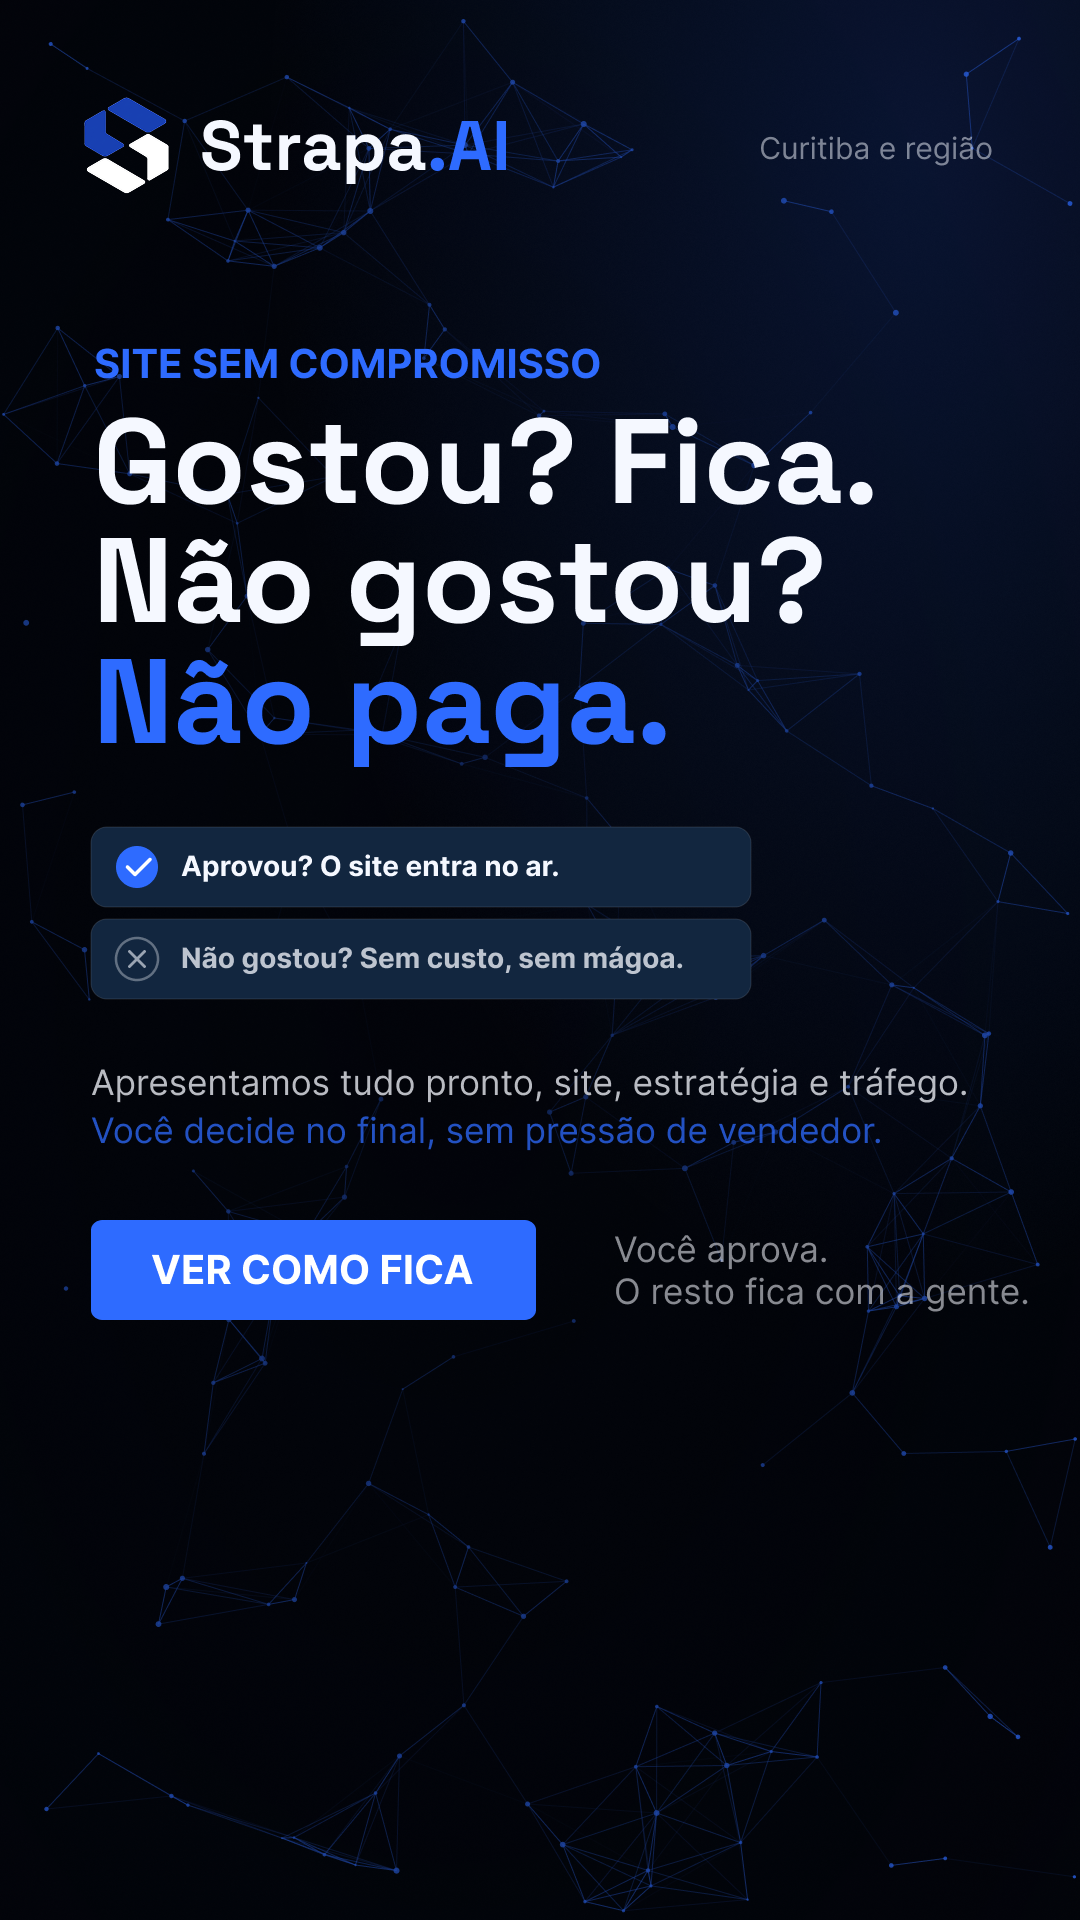 Strapa.AI
Curitiba e região
SITE SEM COMPROMISSO
Gostou? Fica.
Não gostou?
Não paga.
Aprovou? O site entra no ar.
Não gostou? Sem custo, sem mágoa.
Apresentamos tudo pronto, site, estratégia e tráfego.
Você decide no final, sem pressão de vendedor.
VER COMO FICA
Você aprova.
O resto fica com a gente.